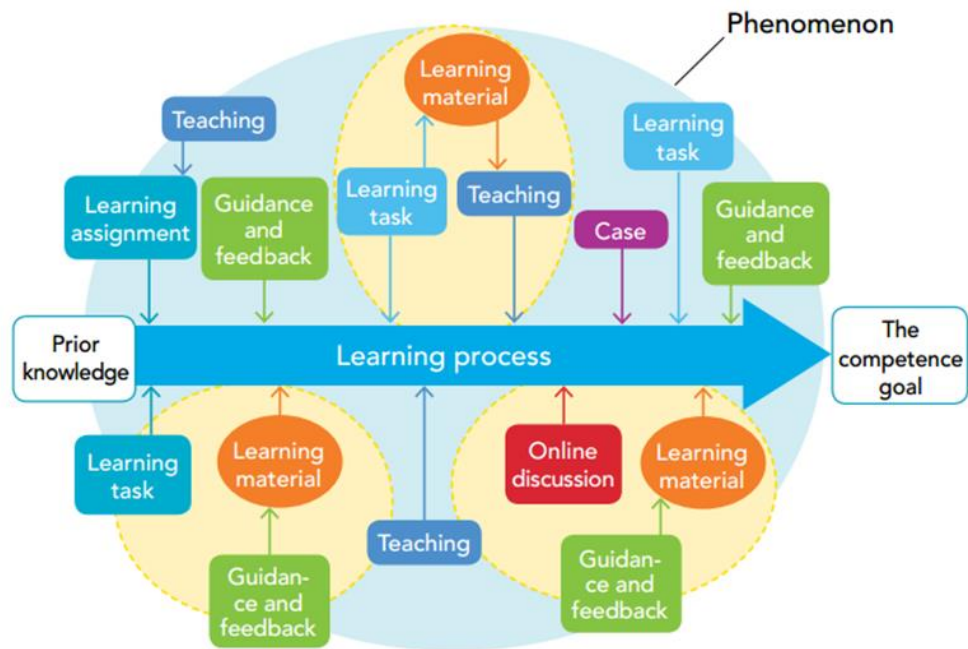 Phenomenon
Learning
material
Teaching
Learning
task
Learning
assignment
Guidance
and
feedback
Learning
task
Teaching
Case
Guidance
and
feedback
Prior
knowledge
Learning process
The
competence
goal
Learning
task
Learning
material
Online
discussion
Learning
material
Teaching
Guidan-
ce and
feedback
Guidan-
ce and
feedback